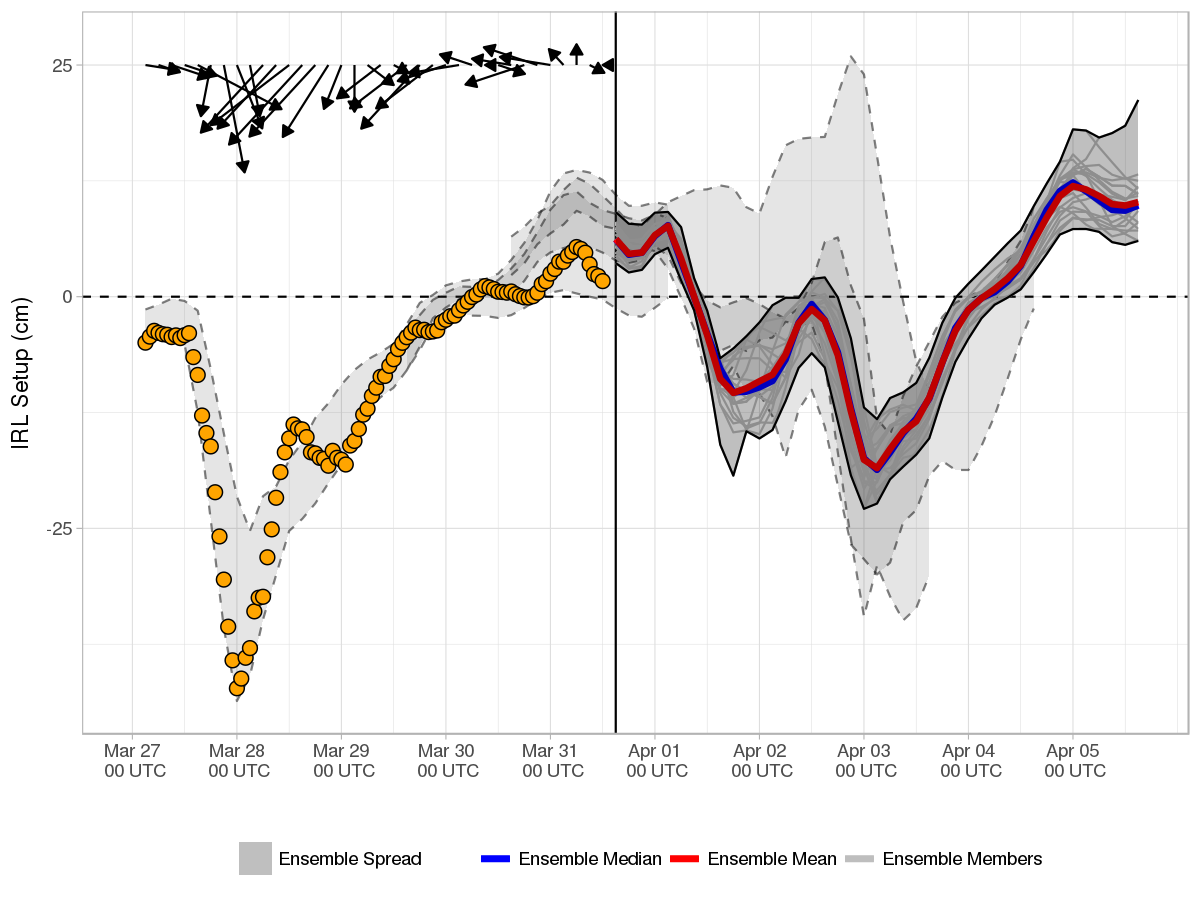 IRL Setup (cm)
25
0
-25
Mar 27 Mar 28 Mar 29 Mar 30 Mar 31 Apr 01 Apr 02 Apr 03 Apr 04 Apr 05
00 UTC 00 UTC 00 UTC 00 UTC 00 UTC 00 UTC 00 UTC 00 UTC 00 UTC 00 UTC
Ensemble Spread Ensemble Median Ensemble Mean Ensemble Members